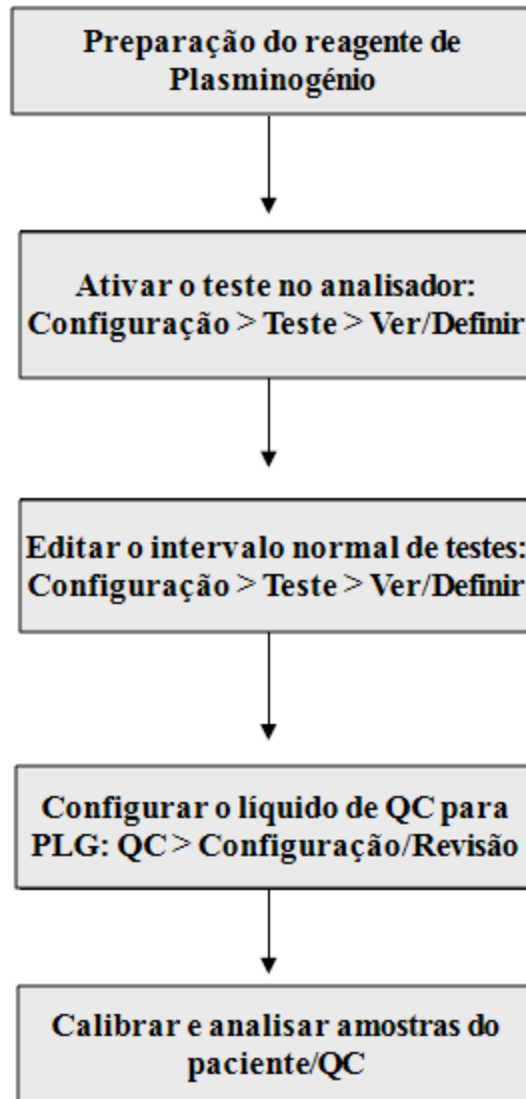 Preparação do reagente de
Plasminogénio
Ativar o teste no analisador:
Configuração > Teste > Ver/Definir
Editar o intervalo normal de testes:
Configuração > Teste > Ver/Definir
Configurar o líquido de QC para
PLG: QC > Configuração/Revisão
Calibrar e analisar amostras do
paciente/QC